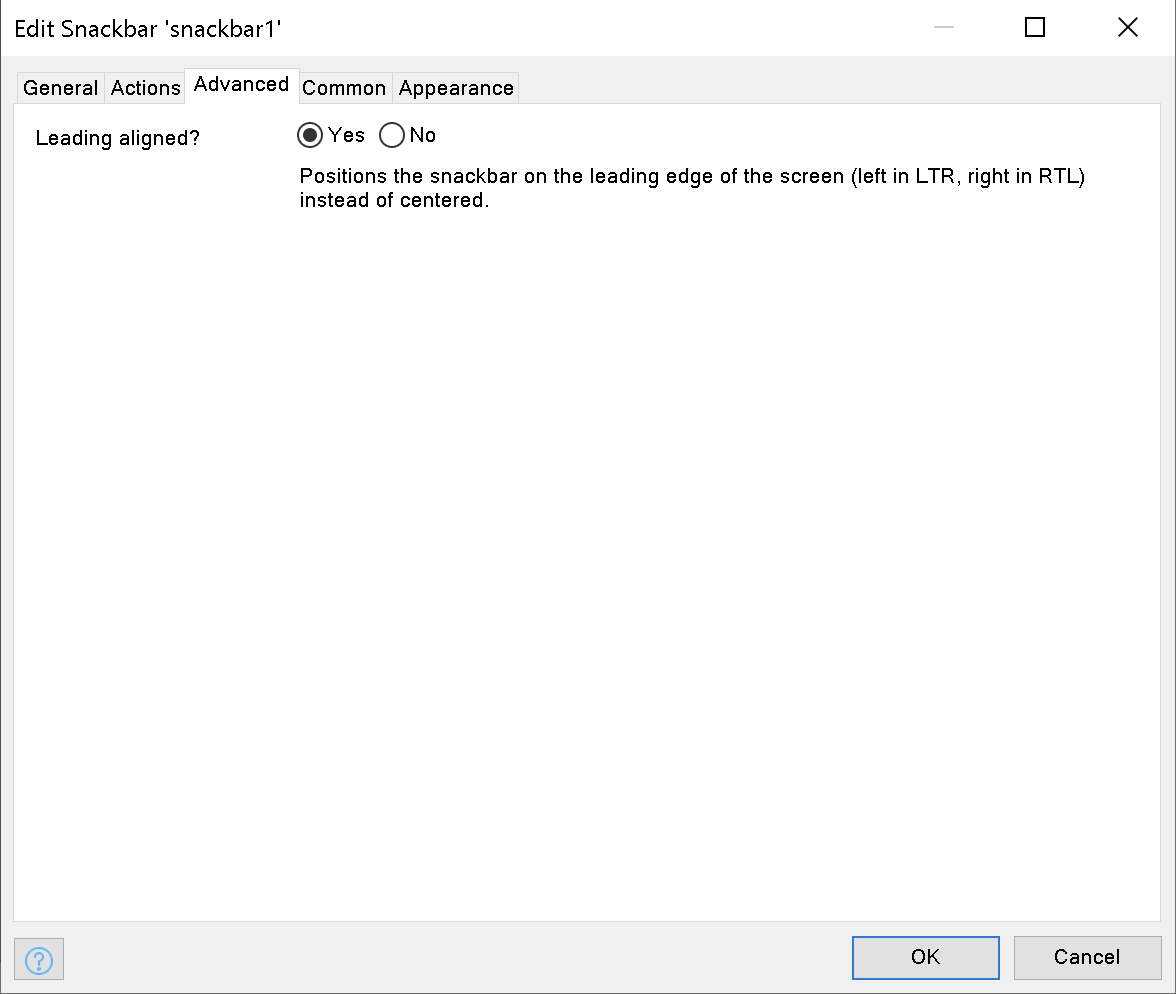 Edit Snackbar 'snackbar1'
General Actions Advanced Common Appearance
Leading aligned? Yes No
Positions the snackbar on the leading edge of the screen (left in LTR, right in RTL)
instead of centered.
? OK Cancel